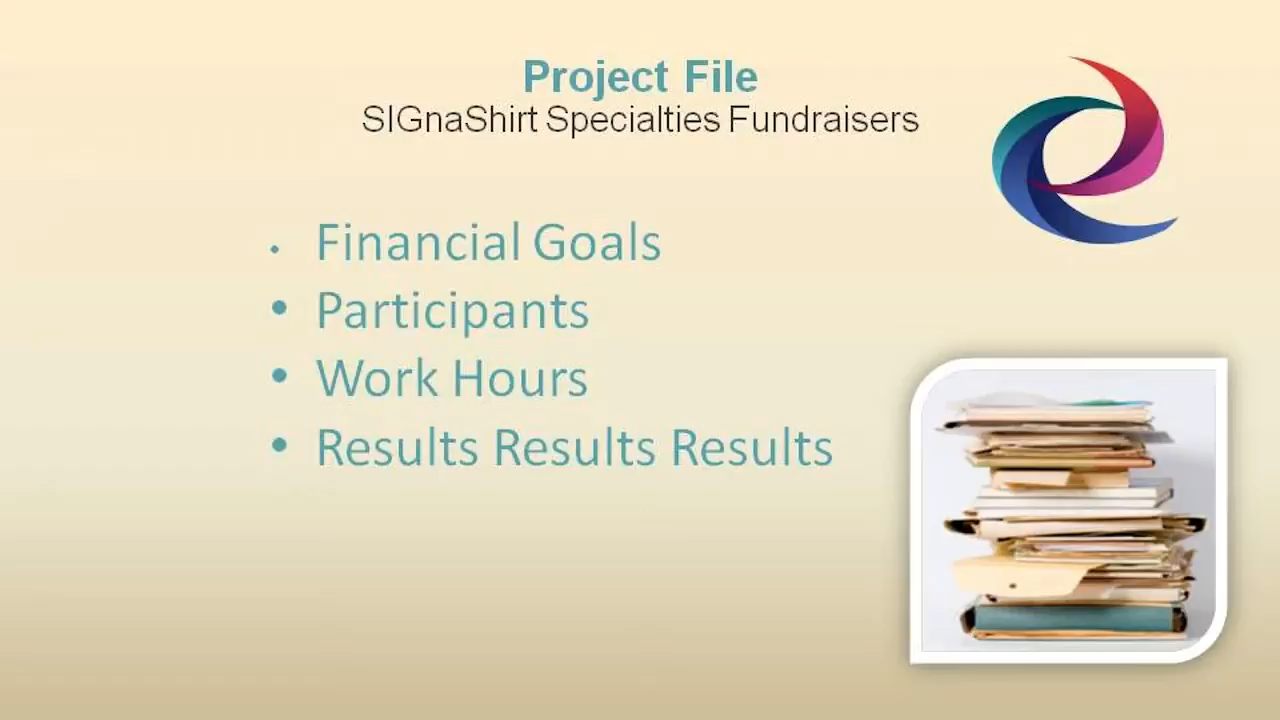 Project File
SIGnaShirt Specialties Fundraisers
• Financial Goals
• Participants
• Work Hours
• Results Results Results